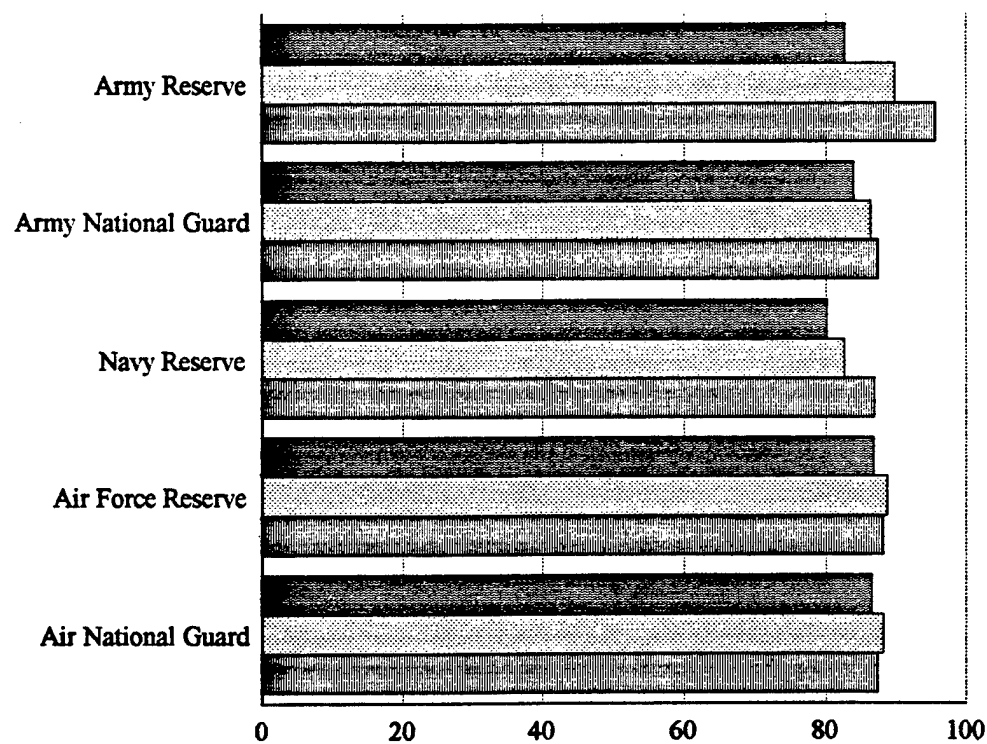 Army Reserve
Army National Guard
Navy Reserve
Air Force Reserve
Air National Guard
0 20 40 60 80 100